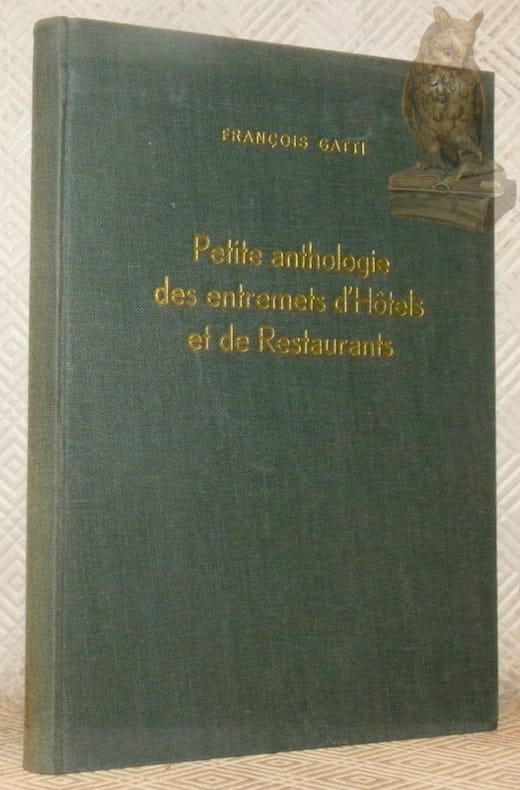 FRANÇOIS GATTI
Petite anthologie
des entremets d'Hôtels
et de Restaurants